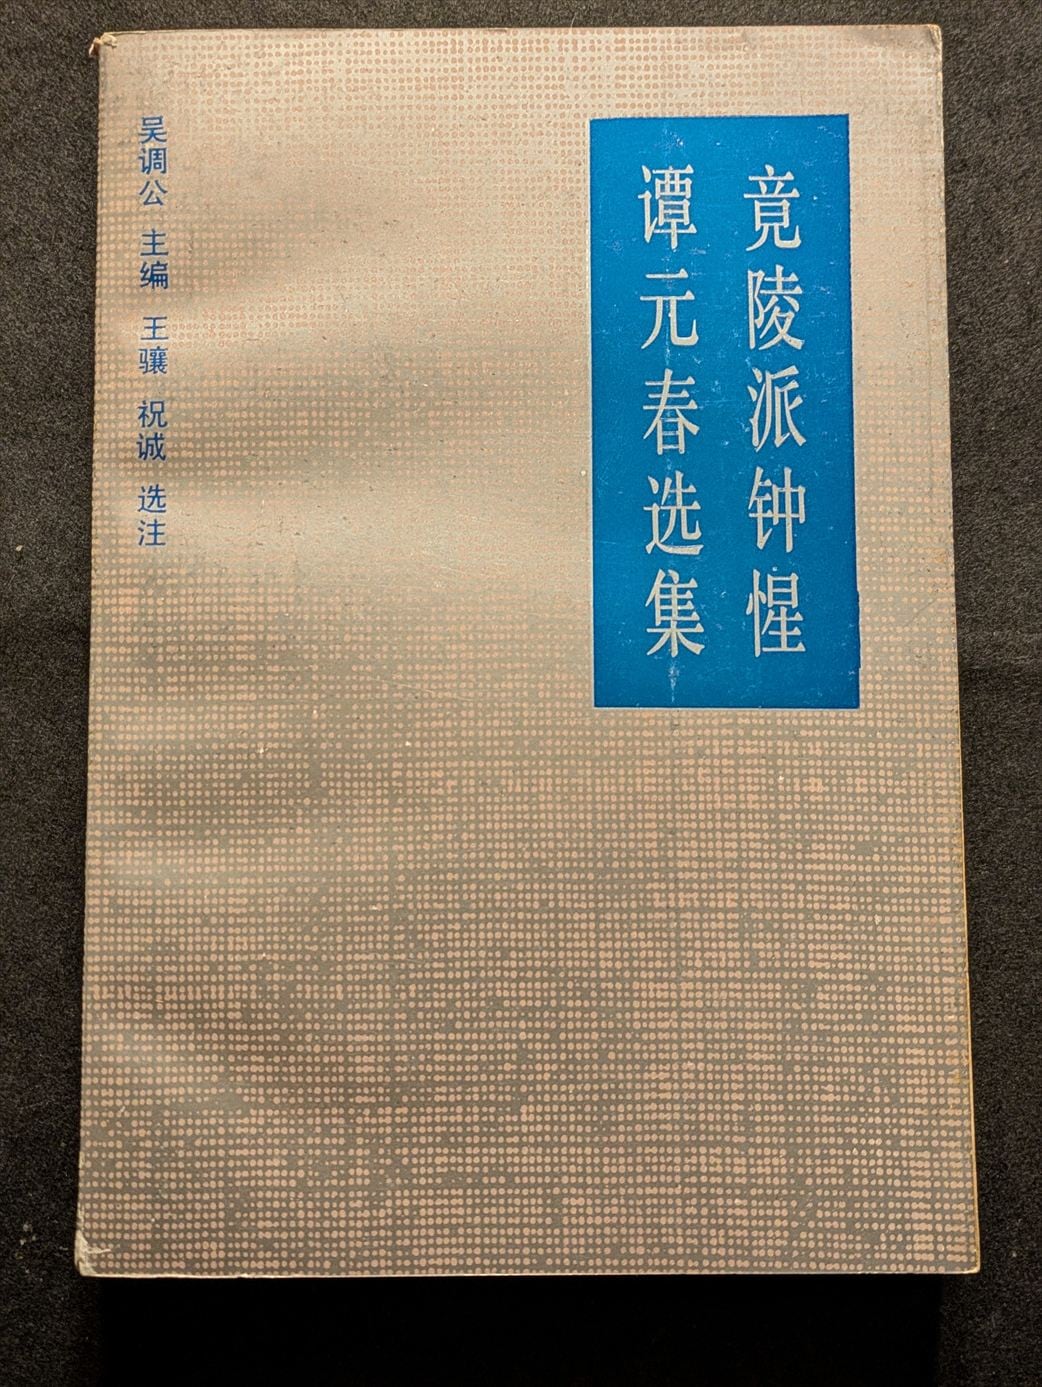 竟陵派钟惺
谭元春选集
吴调公 主编 王骧 祝诚 选注